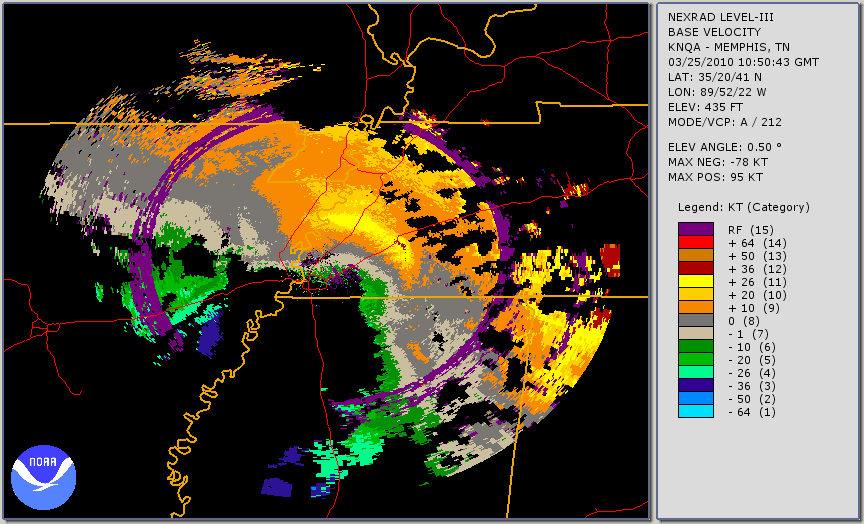 NEXRAD LEVEL-III
BASE VELOCITY
KNQA - MEMPHIS, TN
03/25/2010 10:50:43 GMT
LAT: 35/20/41 N
LON: 89/52/22 W
ELEV: 435 FT
MODE/VCP: A / 212
ELEV ANGLE: 0.50 °
MAX NEG: -78 KT
MAX POS: 95 KT
Legend: KT (Category)
RF (15)
+ 64 (14)
+ 50 (13)
+ 36 (12)
+ 26 (11)
+ 20 (10)
+ 10 (9)
0 (8)
- 1 (7)
- 10 (6)
- 20 (5)
- 26 (4)
- 36 (3)
- 50 (2)
- 64 (1)
NOAA